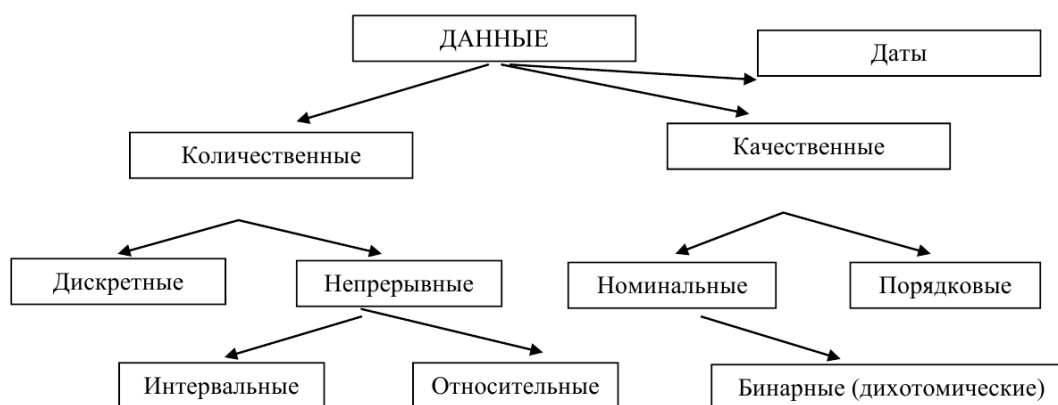 ДАННЫЕ
Даты
Количественные
Качественные
Дискретные
Непрерывные
Номинальные
Порядковые
Интервальные
Относительные
Бинарные (дихотомические)